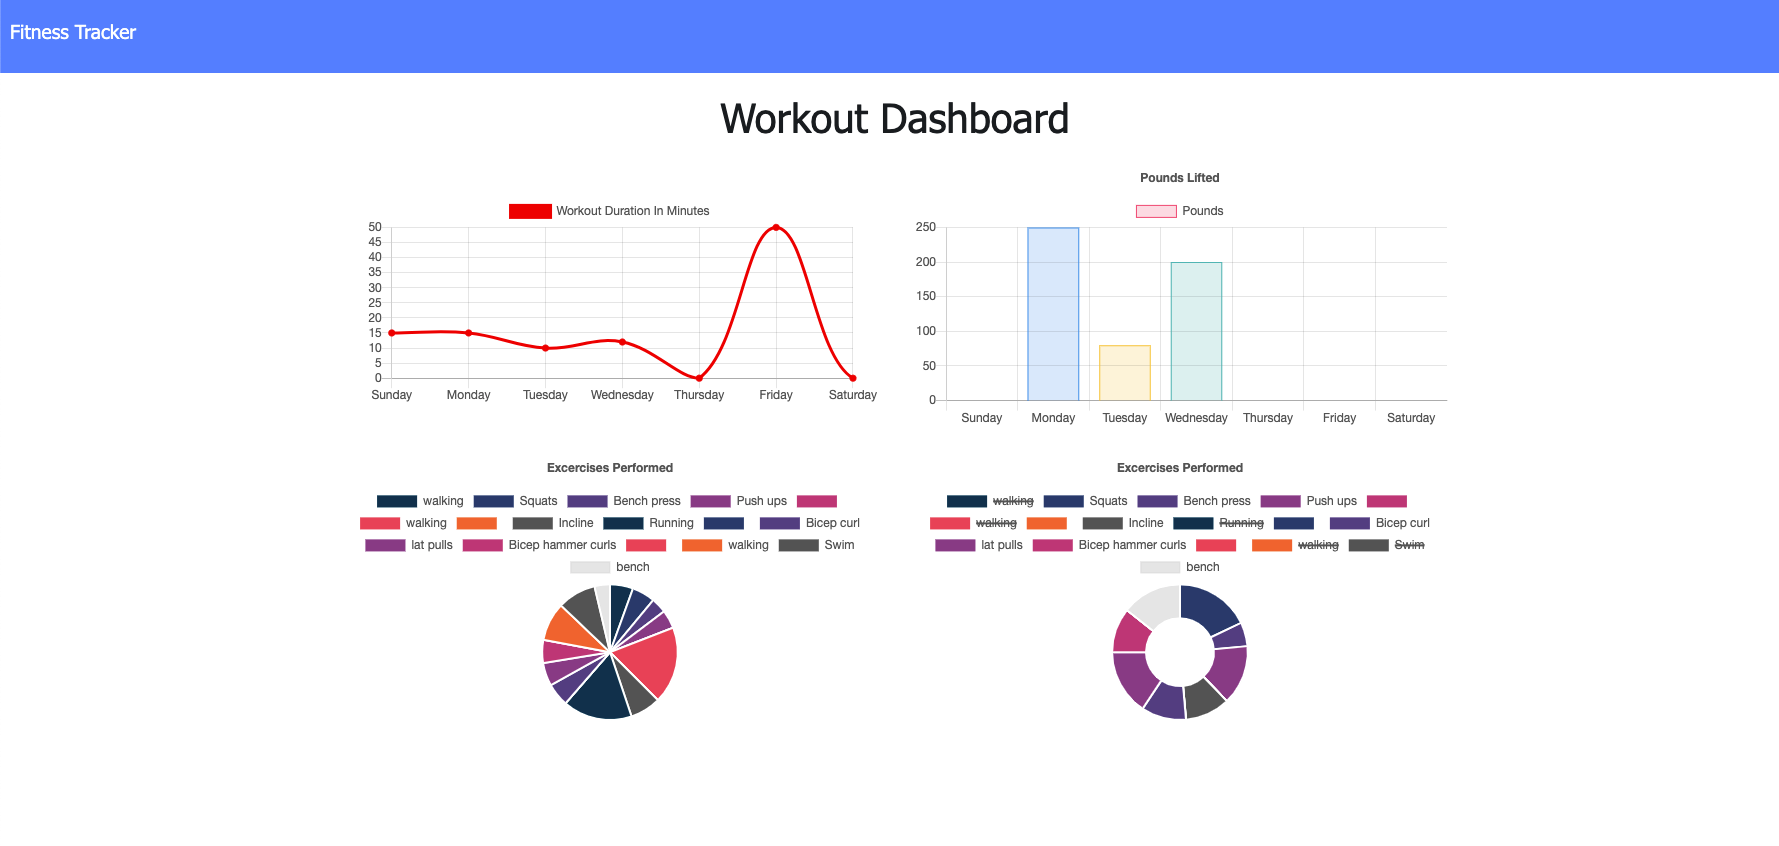 Fitness Tracker
Workout Dashboard
Workout Duration In Minutes
50
45
40
35
30
25
20
15
10
5
0
Sunday Monday Tuesday Wednesday Thursday Friday Saturday
Pounds Lifted
Pounds
250
200
150
100
50
0
Sunday Monday Tuesday Wednesday Thursday Friday Saturday
Excercises Performed
walking Squats Bench press Push ups
walking Incline Running Bicep curl
lat pulls Bicep hammer curls walking Swim
bench
Excercises Performed
walking Squats Bench press Push ups
walking Incline Running Bicep curl
lat pulls Bicep hammer curls walking Swim
bench